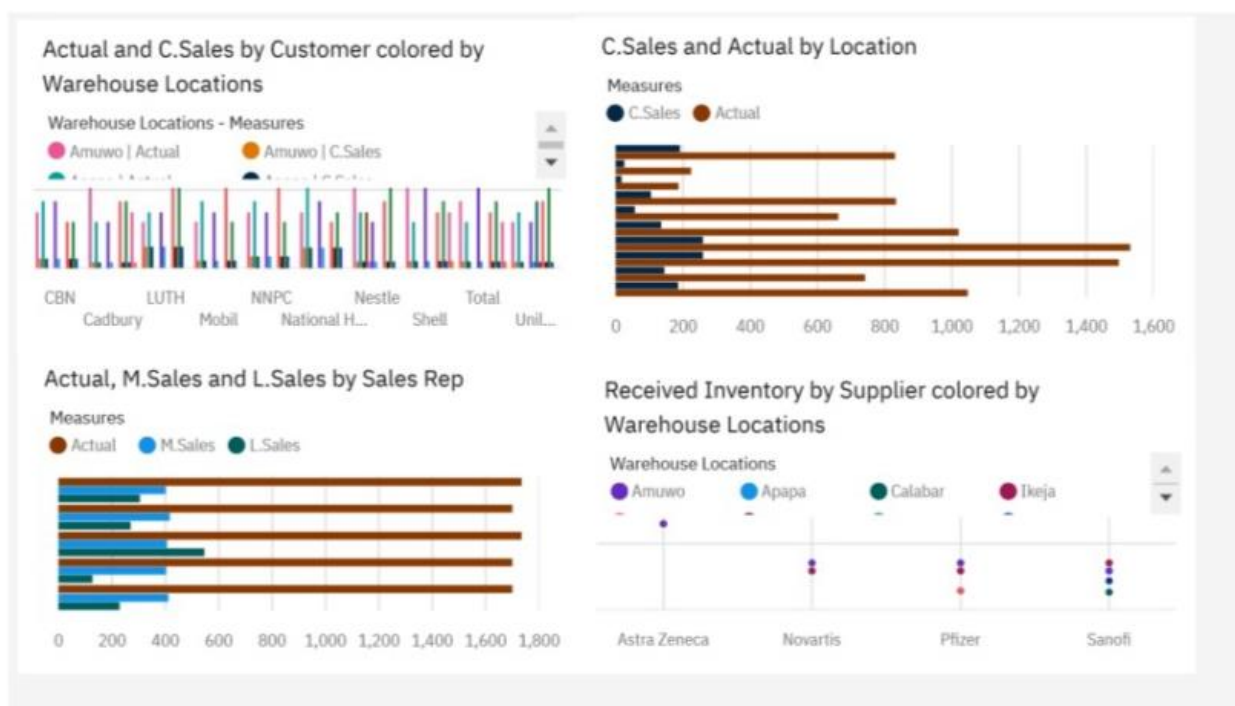 Actual and C.Sales by Customer colored by
Warehouse Locations
Warehouse Locations - Measures
Amuwo | Actual
Amuwo | C.Sales
CBN
LUTH
NNPC
Nestle
Total
Cadbury
Mobil
National H...
Shell
Unil...
C.Sales and Actual by Location
Measures
C.Sales
Actual
0 200 400 600 800 1,000 1,200 1,400 1,600
Actual, M.Sales and L.Sales by Sales Rep
Measures
Actual
M.Sales
L.Sales
0 200 400 600 800 1,000 1,200 1,400 1,600 1,800
Received Inventory by Supplier colored by
Warehouse Locations
Warehouse Locations
Amuwo
Apapa
Calabar
Ikeja
Astra Zeneca
Novartis
Pfizer
Sanofi